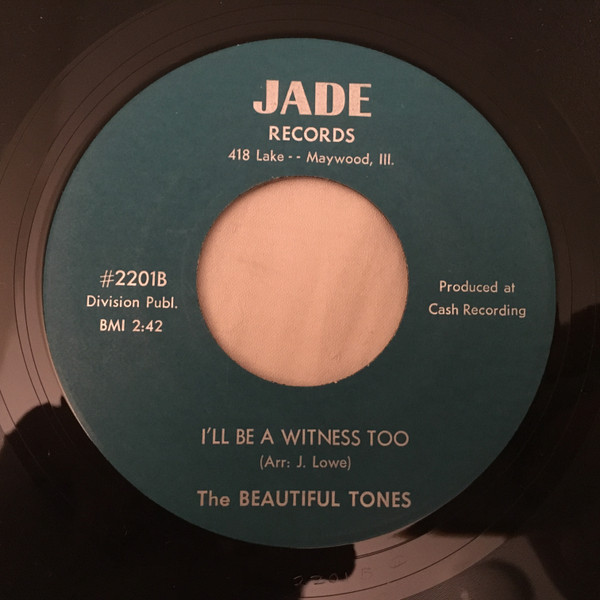 JADE
RECORDS
418 Lake -- Maywood, Ill.
#2201B
Division Publ.
BMI 2:42
Produced at
Cash Recording
I'LL BE A WITNESS TOO
(Arr: J. Lowe)
The BEAUTIFUL TONES